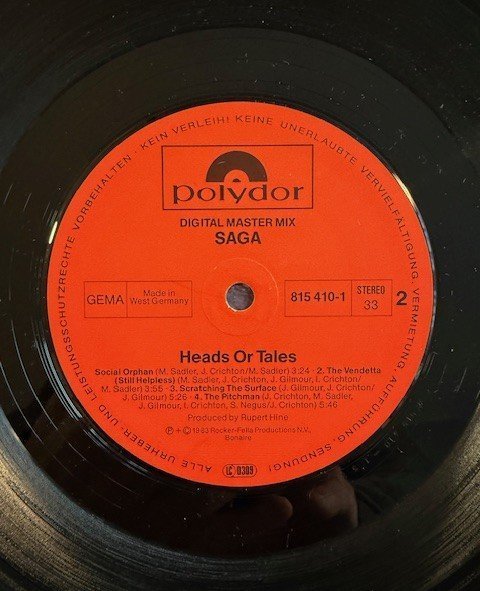 ALLE URHEBER- UND LEISTUNGSSCHUTZRECHTE VORBEHALTEN · KEIN VERLEIH! KEINE UNERLAUBTE VERVIELFÄLTIGUNG, VERMIETUNG, AUFFÜHRUNG, SENDUNG!
polydor
DIGITAL MASTER MIX
SAGA
GEMA
Made in
West Germany
815 410-1
STEREO
33
2
Heads Or Tales
Social Orphan (M. Sadler, J. Crichton/M. Sadler) 3:24 · 2. The Vendetta
(Still Helpless) (M. Sadler, J. Crichton, J. Gilmour, I. Crichton/
M. Sadler) 3:55 · 3. Scratching The Surface (J. Gilmour, J. Crichton/
J. Gilmour) 5:26 · 4. The Pitchman (J. Crichton, M. Sadler,
J. Gilmour, I. Crichton, S. Negus/J. Crichton) 5:46
Produced by Rupert Hine
℗ + © 1983 Rocker-Fella Productions N.V.,
Bonaire
LC 0309